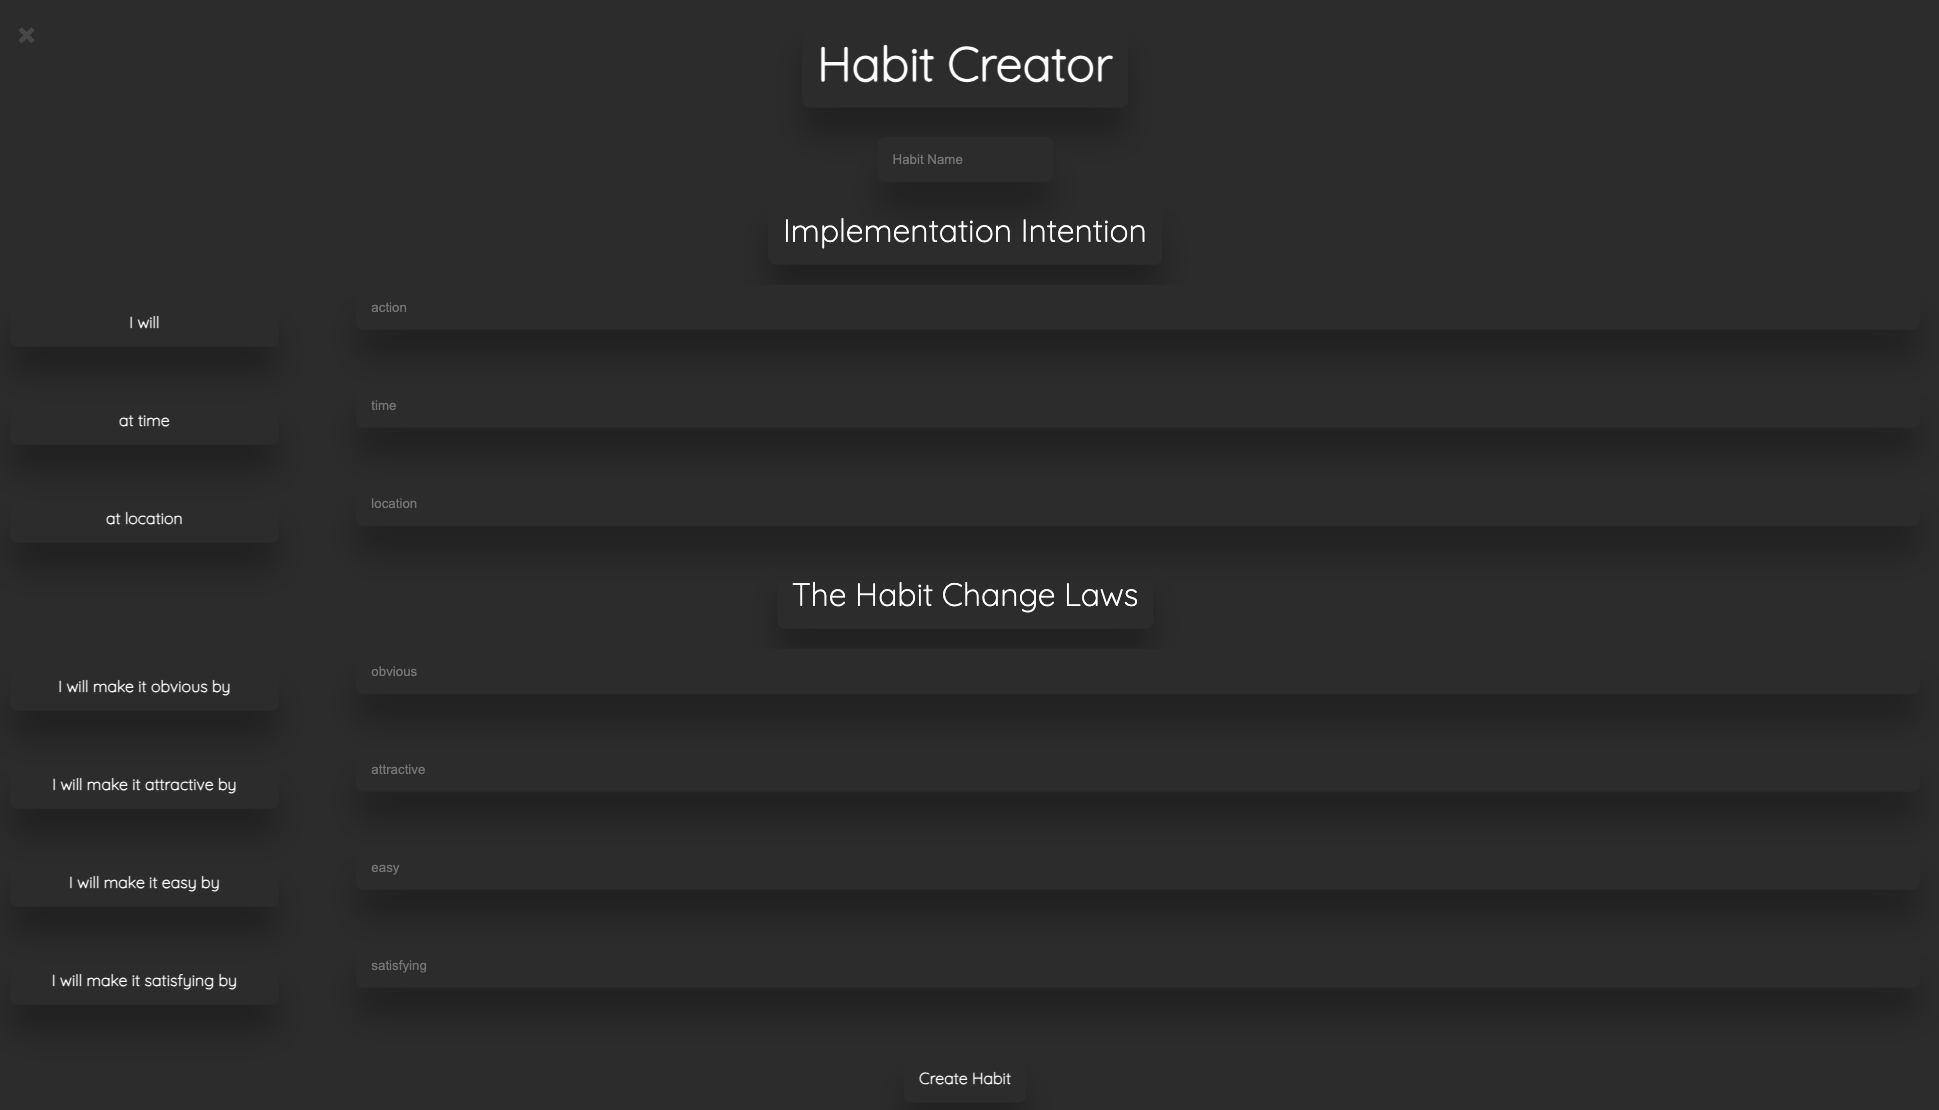 Habit Creator
Habit Name
Implementation Intention
I will
action
at time
time
at location
location
The Habit Change Laws
I will make it obvious by
obvious
I will make it attractive by
attractive
I will make it easy by
easy
I will make it satisfying by
satisfying
Create Habit